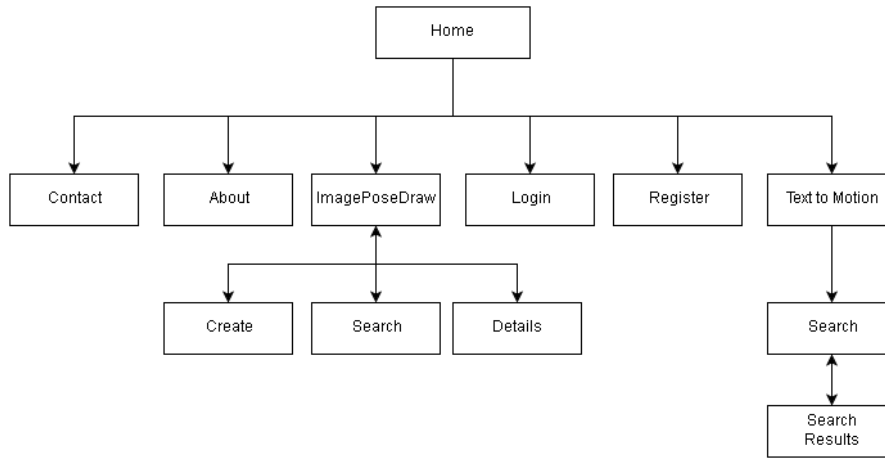 Home
Contact
About
ImagePoseDraw
Login
Register
Text to Motion
Create
Search
Details
Search
Search
Results